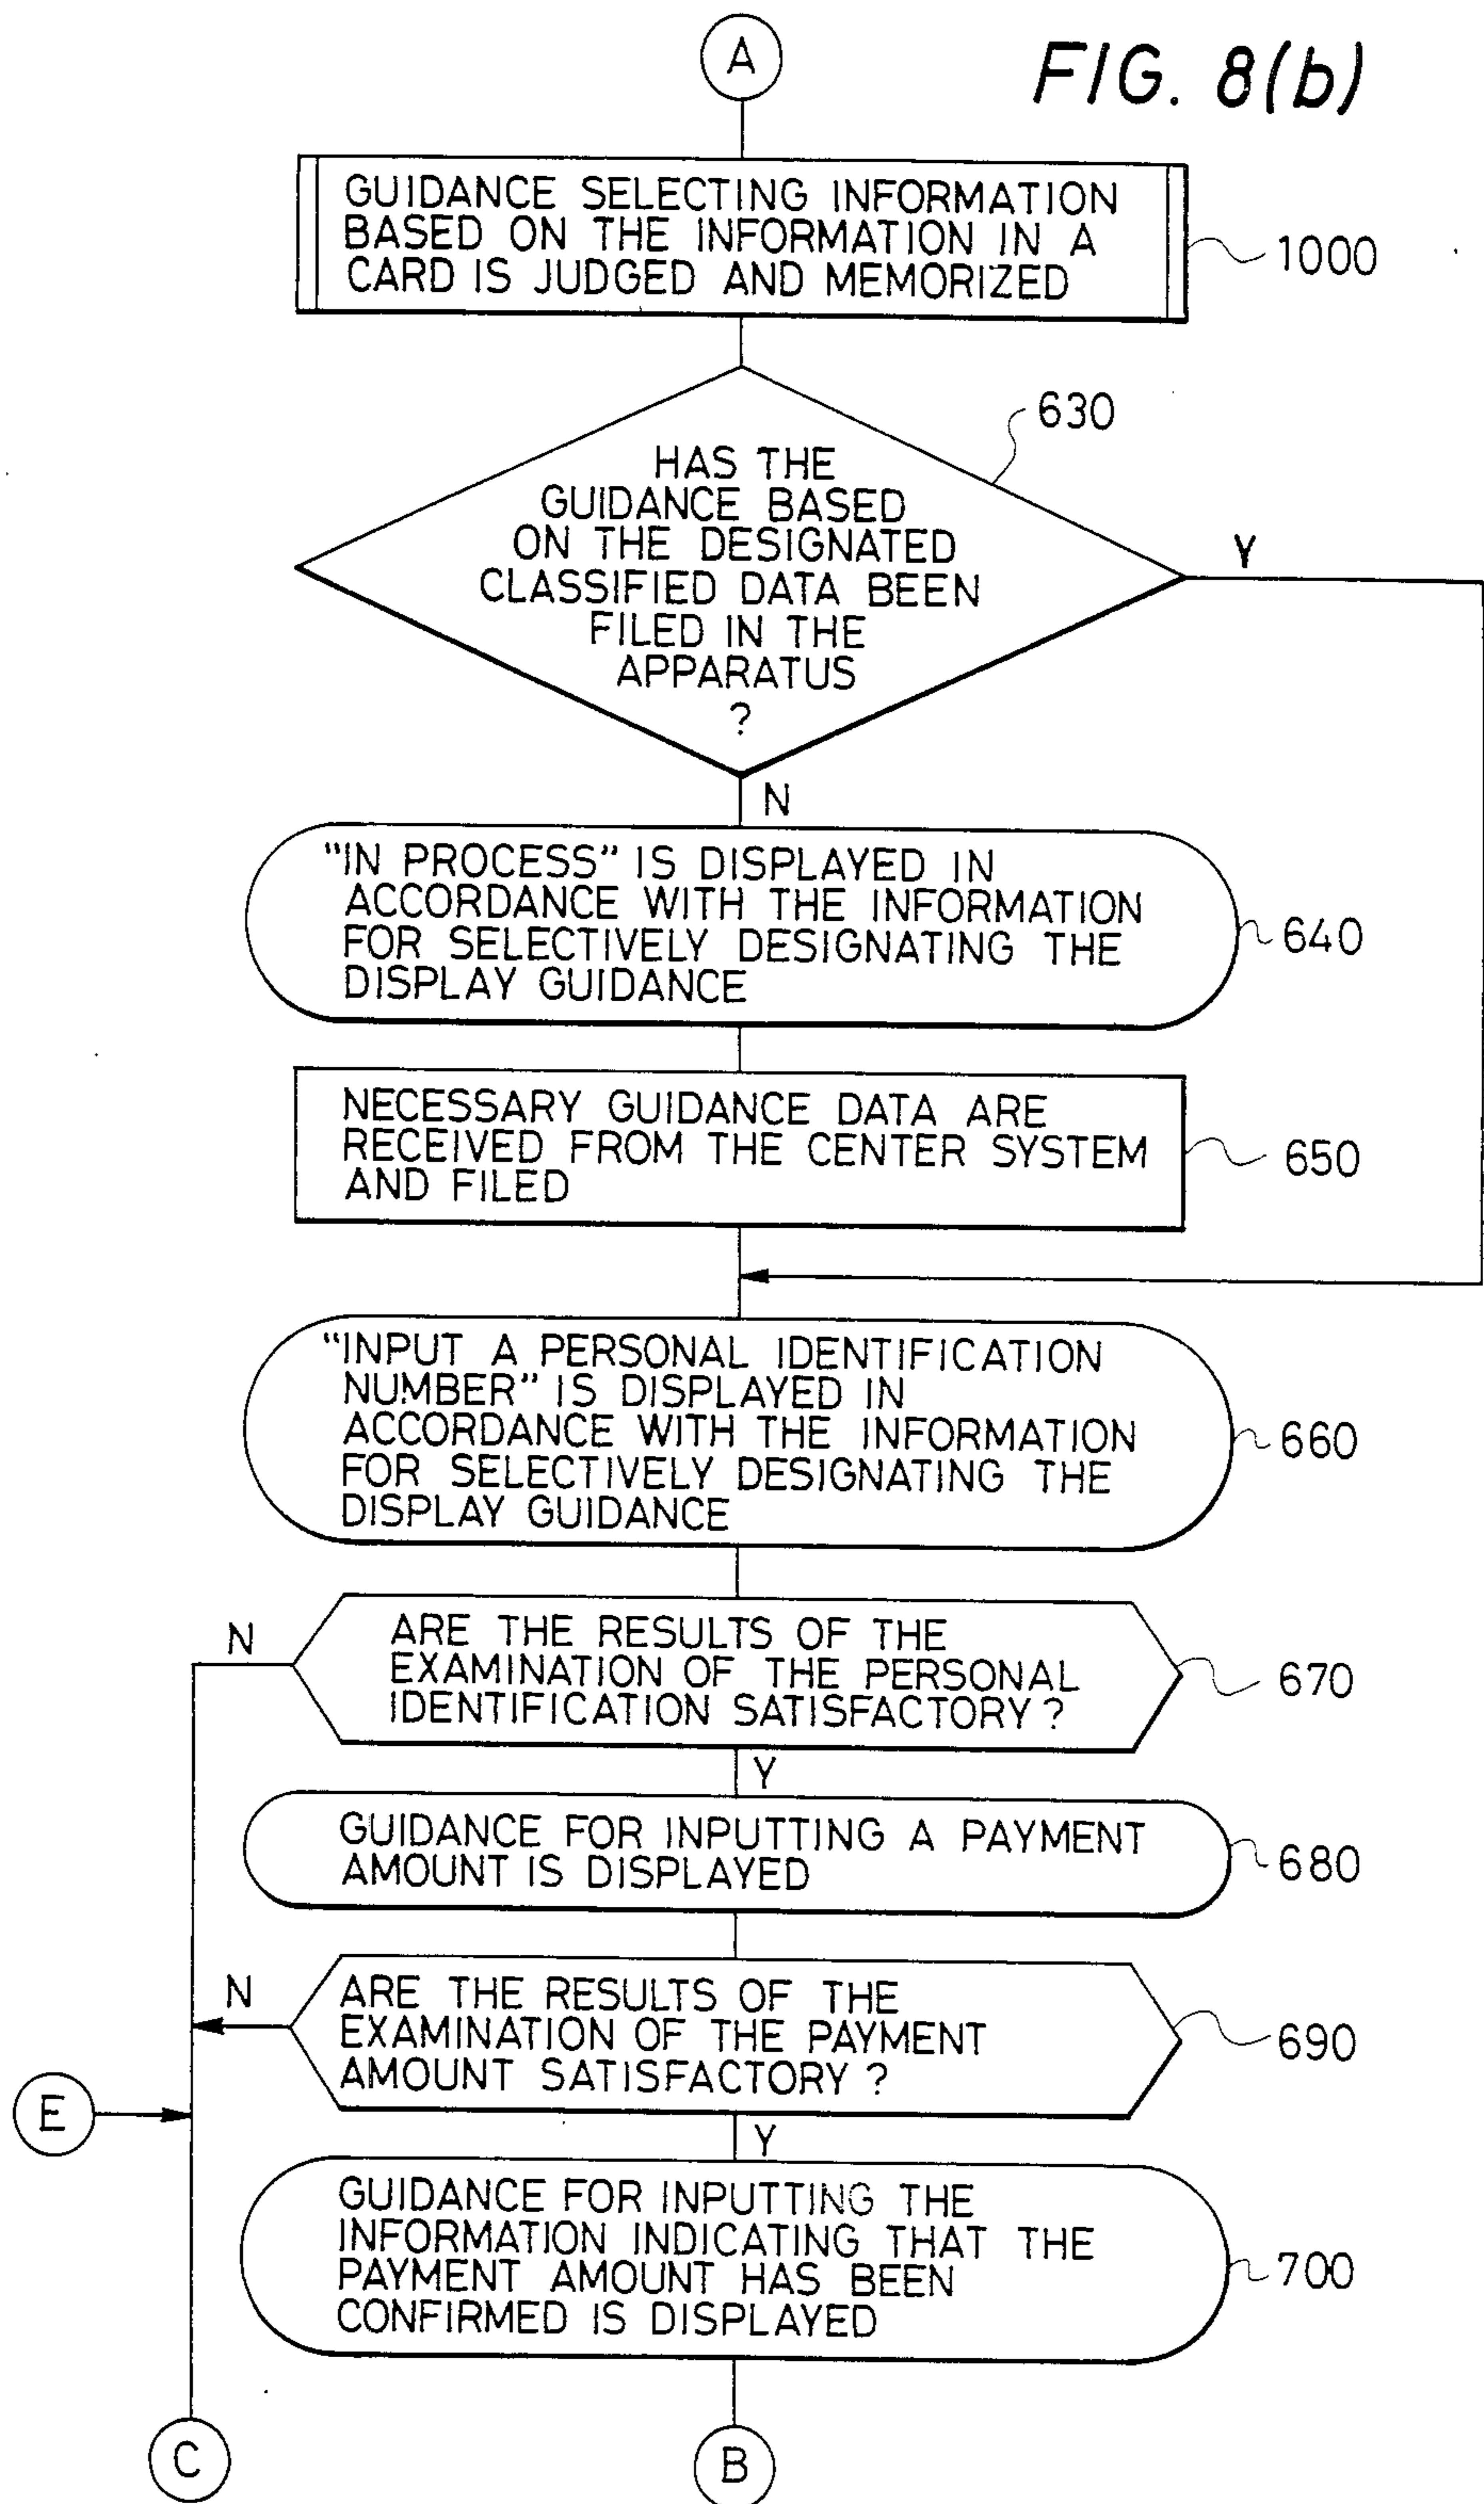 A
FIG. 8(b)
GUIDANCE SELECTING INFORMATION
BASED ON THE INFORMATION IN A
CARD IS JUDGED AND MEMORIZED
1000
630
HAS THE
GUIDANCE BASED
ON THE DESIGNATED
CLASSIFIED DATA BEEN
FILED IN THE
APPARATUS
?
Y
N
"IN PROCESS" IS DISPLAYED IN
ACCORDANCE WITH THE INFORMATION
FOR SELECTIVELY DESIGNATING THE
DISPLAY GUIDANCE
640
NECESSARY GUIDANCE DATA ARE
RECEIVED FROM THE CENTER SYSTEM
AND FILED
650
"INPUT A PERSONAL IDENTIFICATION
NUMBER" IS DISPLAYED IN
ACCORDANCE WITH THE INFORMATION
FOR SELECTIVELY DESIGNATING THE
DISPLAY GUIDANCE
660
N
ARE THE RESULTS OF THE
EXAMINATION OF THE PERSONAL
IDENTIFICATION SATISFACTORY ?
670
Y
GUIDANCE FOR INPUTTING A PAYMENT
AMOUNT IS DISPLAYED
680
N
ARE THE RESULTS OF THE
EXAMINATION OF THE PAYMENT
AMOUNT SATISFACTORY ?
690
E
Y
GUIDANCE FOR INPUTTING THE
INFORMATION INDICATING THAT THE
PAYMENT AMOUNT HAS BEEN
CONFIRMED IS DISPLAYED
700
C
B